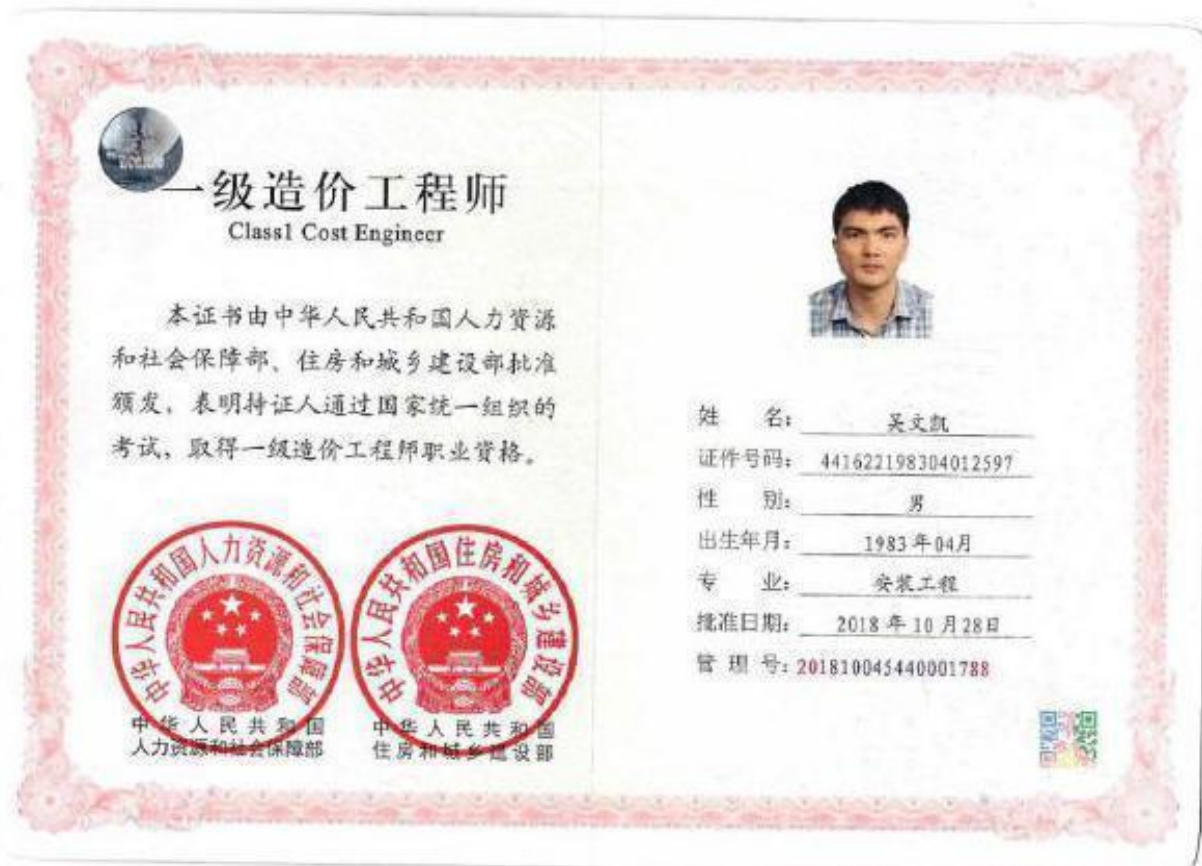 一级造价工程师
Class1 Cost Engineer
本证书由中华人民共和国人力资源
和社会保障部、住房和城乡建设部批准
颁发，表明持证人通过国家统一组织的
考试，取得一级造价工程师职业资格。
中华人民共和国人力资源和社会保障部
中华人民共和国
人力资源和社会保障部
中华人民共和国住房和城乡建设部
中华人民共和国
住房和城乡建设部
姓 名：吴文凯
证件号码：441622198304012597
性 别：男
出生年月：1983年04月
专 业：安装工程
批准日期：2018年10月28日
管 理 号：201810045440001788